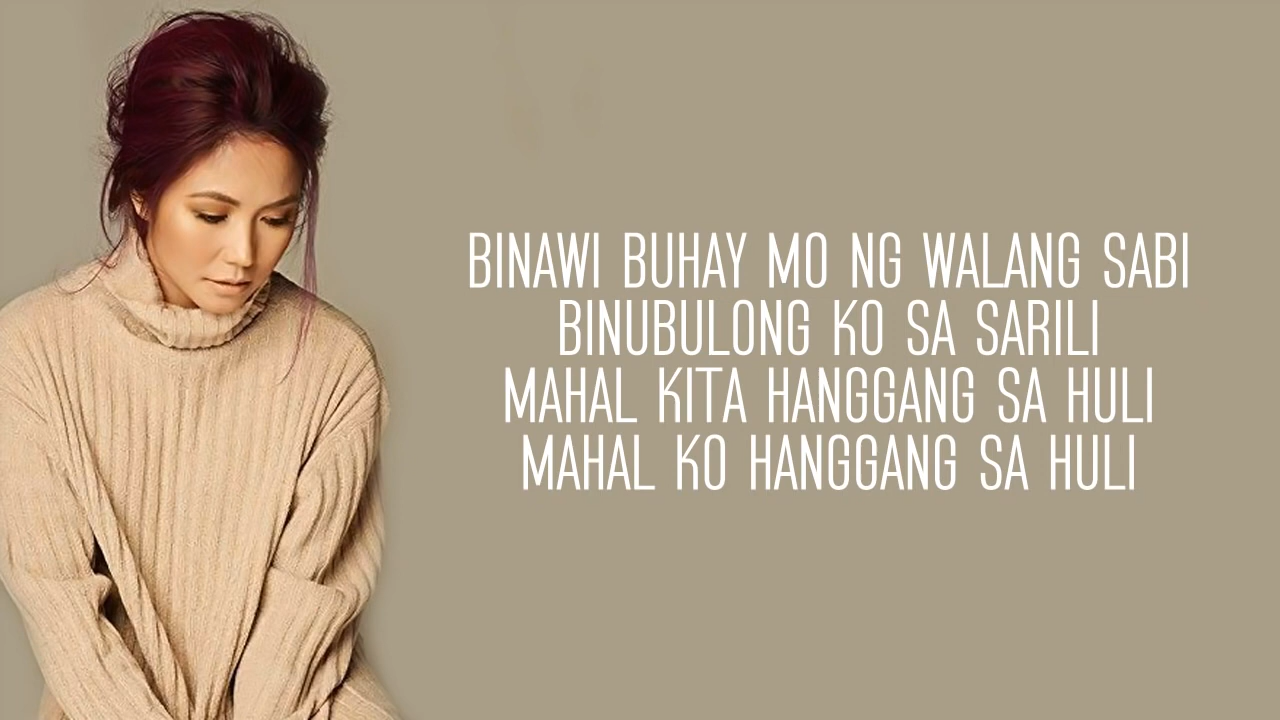 BINAWI BUHAY MO NG WALANG SABI
BINUBULONG KO SA SARILI
MAHAL KITA HANGGANG SA HULI
MAHAL KO HANGGANG SA HULI